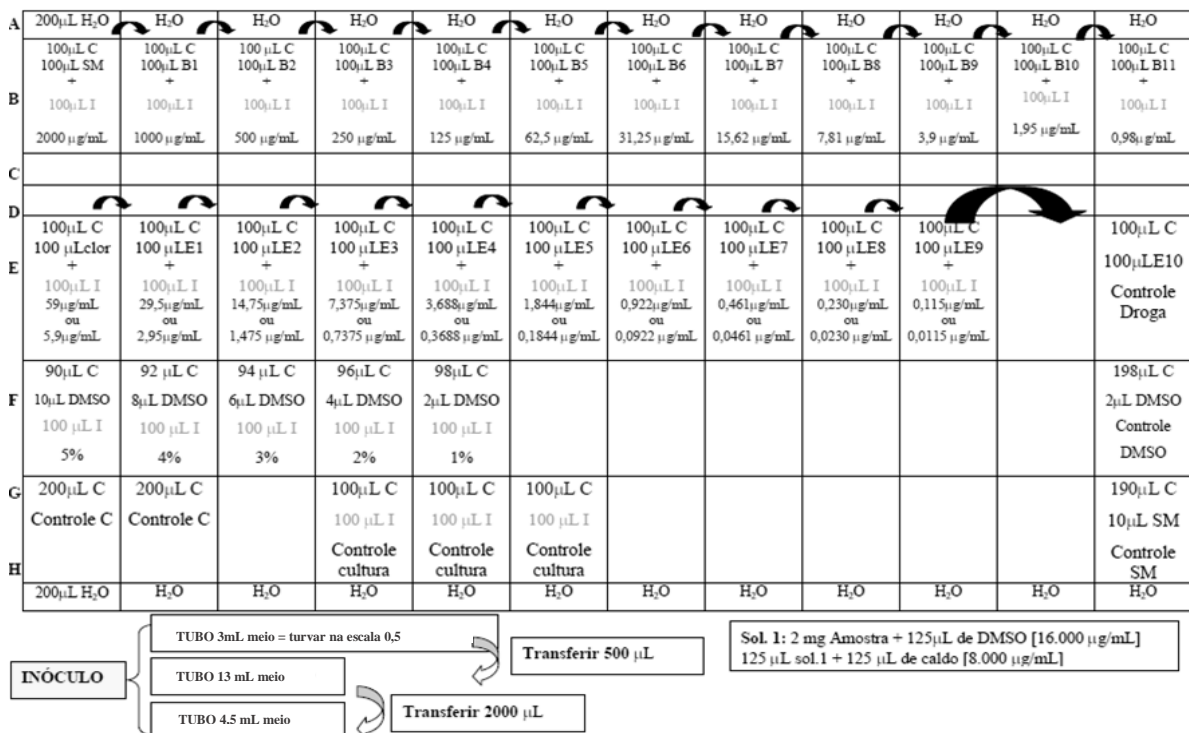 A 200µL H₂O H₂O H₂O H₂O H₂O H₂O H₂O H₂O H₂O H₂O H₂O H₂O
100µL C 100µL C 100 µL C 100µL C 100µL C 100µL C 100µL C 100µL C 100µL C 100µL C 100µL C 100µL C
100µL SM 100µL B1 100µL B2 100µL B3 100µL B4 100µL B5 100µL B6 100µL B7 100µL B8 100µL B9 100µL B10 100µL B11
+ + + + + + + + + + + +
B 100µL I 100µL I 100µL I 100µL I 100µL I 100µL I 100µL I 100µL I 100µL I 100µL I 100µL I 100µL I
2000 µg/mL 1000 µg/mL 500 µg/mL 250 µg/mL 125 µg/mL 62,5 µg/mL 31,25 µg/mL 15,62 µg/mL 7,81 µg/mL 3,9 µg/mL 1,95 µg/mL 0,98µg/mL
C
D
100µL C 100µL C 100µL C 100µL C 100µL C 100µL C 100µL C 100µL C 100µL C 100µL C 100µL C
100 µLclor 100 µLE1 100 µLE2 100 µLE3 100 µLE4 100 µLE5 100 µLE6 100 µLE7 100 µLE8 100 µLE9 100µLE10
E + + + + + + + + + + Controle
100µL I 100µL I 100µL I 100µL I 100µL I 100µL I 100µL I 100µL I 100µL I 100µL I Droga
59µg/mL 29,5µg/mL 14,75µg/mL 7,375µg/mL 3,688µg/mL 1,844µg/mL 0,922µg/mL 0,461µg/mL 0,230µg/mL 0,115µg/mL
ou ou ou ou ou ou ou ou ou ou
5,9µg/mL 2,95µg/mL 1,475 µg/mL 0,7375 µg/mL 0,3688 µg/mL 0,1844 µg/mL 0,0922 µg/mL 0,0461 µg/mL 0,0230 µg/mL 0,0115 µg/mL
90µL C 92 µL C 94 µL C 96µL C 98µL C 198µL C
F 10µL DMSO 8µL DMSO 6µL DMSO 4µL DMSO 2µL DMSO 2µL DMSO
100 µL I 100 µL I 100 µL I 100 µL I 100 µL I Controle
5% 4% 3% 2% 1% DMSO
G 200µL C 200µL C 100µL C 100µL C 100µL C 190µL C
Controle C Controle C 100 µL I 100 µL I 100 µL I 10µL SM
Controle Controle Controle Controle
H cultura cultura cultura SM
200µL H₂O H₂O H₂O H₂O H₂O H₂O H₂O H₂O H₂O H₂O H₂O H₂O
INÓCULO
TUBO 3mL meio = turvar na escala 0,5
Transferir 500 µL
TUBO 13 mL meio
Transferir 2000 µL
TUBO 4.5 mL meio
Sol. 1: 2 mg Amostra + 125µL de DMSO [16.000 µg/mL]
125 µL sol.1 + 125 µL de caldo [8.000 µg/mL]